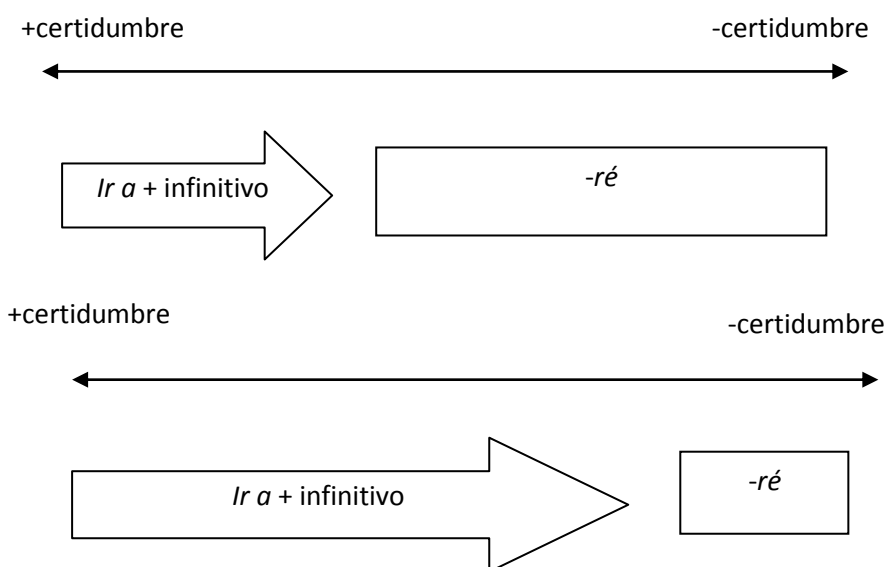 +certidumbre -certidumbre
Ir a + infinitivo -ré
+certidumbre -certidumbre
Ir a + infinitivo -ré